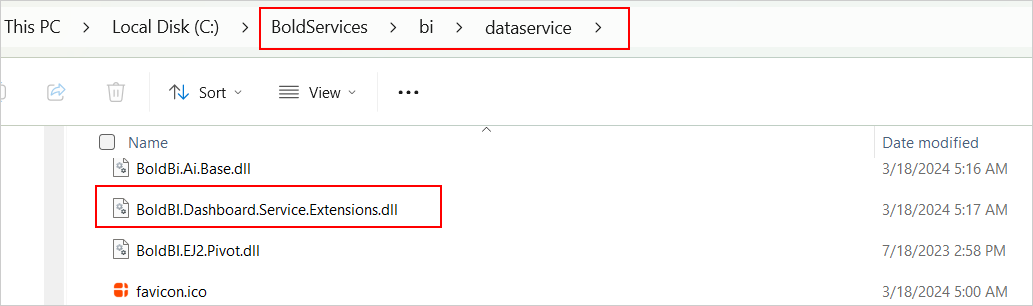 This PC > Local Disk (C:) > BoldServices > bi > dataservice >
Sort View •••
Name Date modified
BoldBi.Ai.Base.dll 3/18/2024 5:16 AM
BoldBI.Dashboard.Service.Extensions.dll 3/18/2024 5:17 AM
BoldBI.EJ2.Pivot.dll 7/18/2023 2:58 PM
favicon.ico 3/18/2024 5:00 AM